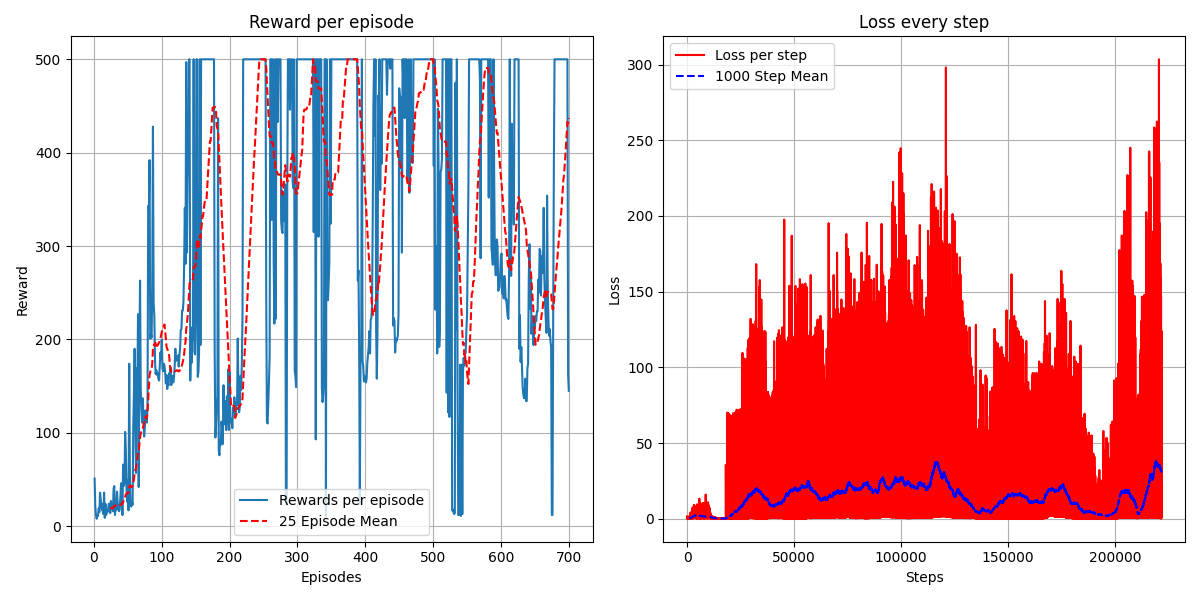 Reward per episode
Reward
500
400
300
200
100
0
0
100
200
300
400
500
600
700
Episodes
Rewards per episode
25 Episode Mean
Loss every step
Loss
300
250
200
150
100
50
0
0
50000
100000
150000
200000
Steps
Loss per step
1000 Step Mean